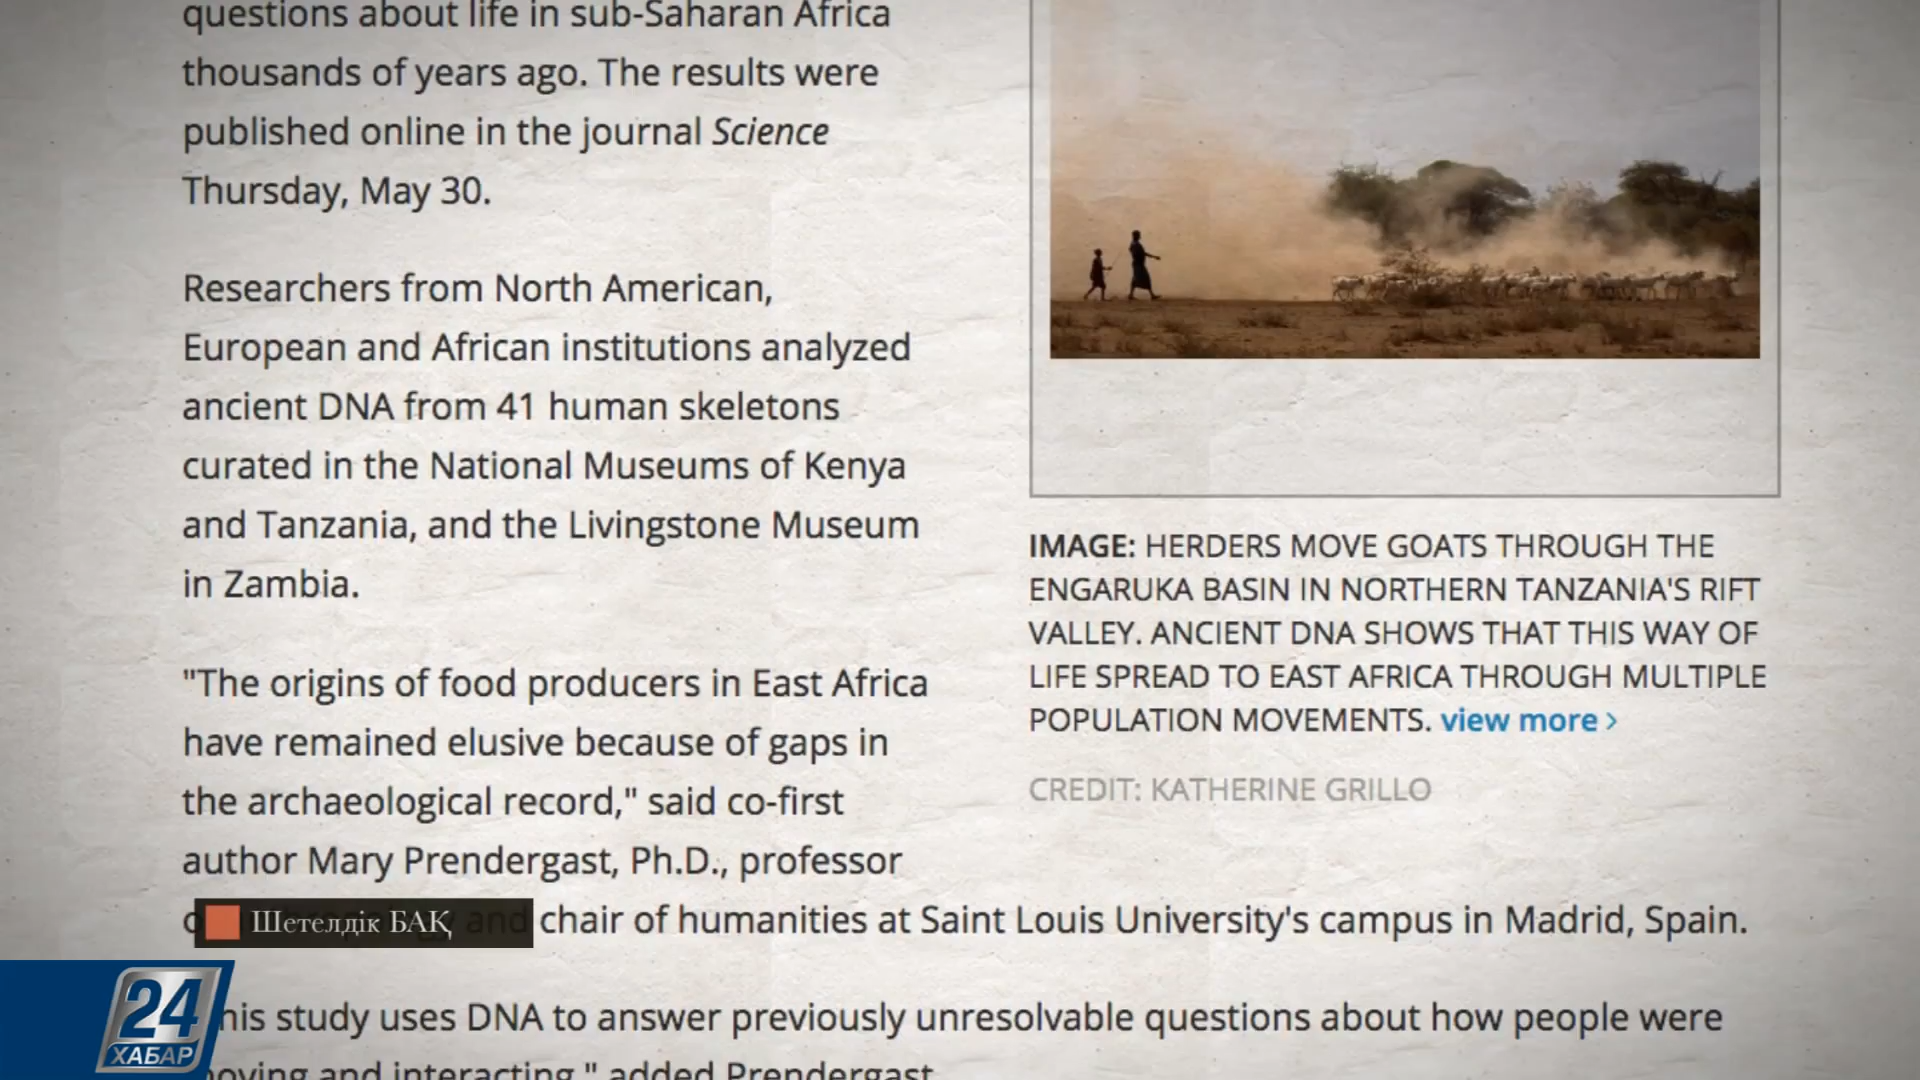 questions about life in sub-Saharan Africa
thousands of years ago. The results were
published online in the journal Science
Thursday, May 30.
Researchers from North American,
European and African institutions analyzed
ancient DNA from 41 human skeletons
curated in the National Museums of Kenya
and Tanzania, and the Livingstone Museum
in Zambia.
"The origins of food producers in East Africa
have remained elusive because of gaps in
the archaeological record," said co-first
author Mary Prendergast, Ph.D., professor
and chair of humanities at Saint Louis University's campus in Madrid, Spain.
his study uses DNA to answer previously unresolvable questions about how people were
oving and interacting," added Prendergast
IMAGE: HERDERS MOVE GOATS THROUGH THE
ENGARUKA BASIN IN NORTHERN TANZANIA'S RIFT
VALLEY. ANCIENT DNA SHOWS THAT THIS WAY OF
LIFE SPREAD TO EAST AFRICA THROUGH MULTIPLE
POPULATION MOVEMENTS. view more ›
CREDIT: KATHERINE GRILLO
Шетелдік БАҚ
24
ХАБАР